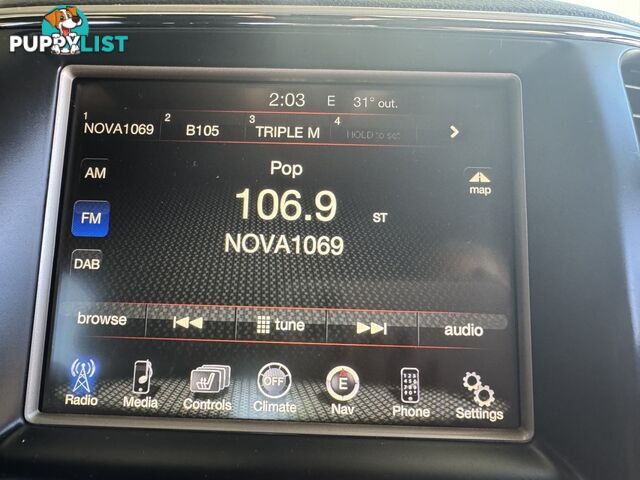 PUPPYLIST
2:03 E 31° out.
1 NOVA1069 2 B105 3 TRIPLE M 4 HOLD to set
Pop
AM
map
106.9 ST
FM
NOVA1069
DAB
browse tune audio
OFF E
Radio Media Controls Climate Nav Phone Settings